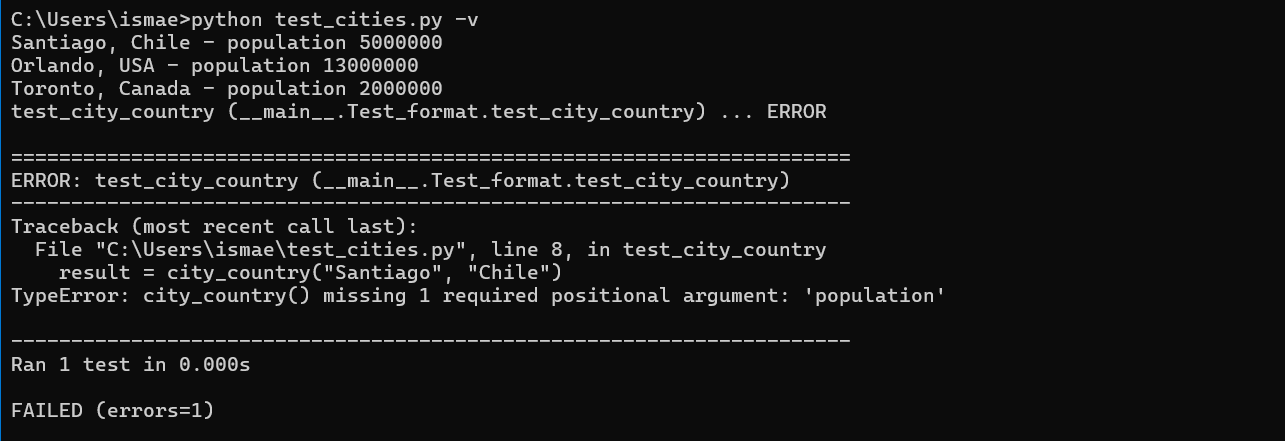 C:\Users\ismae>python test_cities.py -v
Santiago, Chile - population 5000000
Orlando, USA - population 13000000
Toronto, Canada - population 2000000
test_city_country (__main__.Test_format.test_city_country) ... ERROR
======================================================================
ERROR: test_city_country (__main__.Test_format.test_city_country)
----------------------------------------------------------------------
Traceback (most recent call last):
  File "C:\Users\ismae\test_cities.py", line 8, in test_city_country
    result = city_country("Santiago", "Chile")
TypeError: city_country() missing 1 required positional argument: 'population'
----------------------------------------------------------------------
Ran 1 test in 0.000s
FAILED (errors=1)